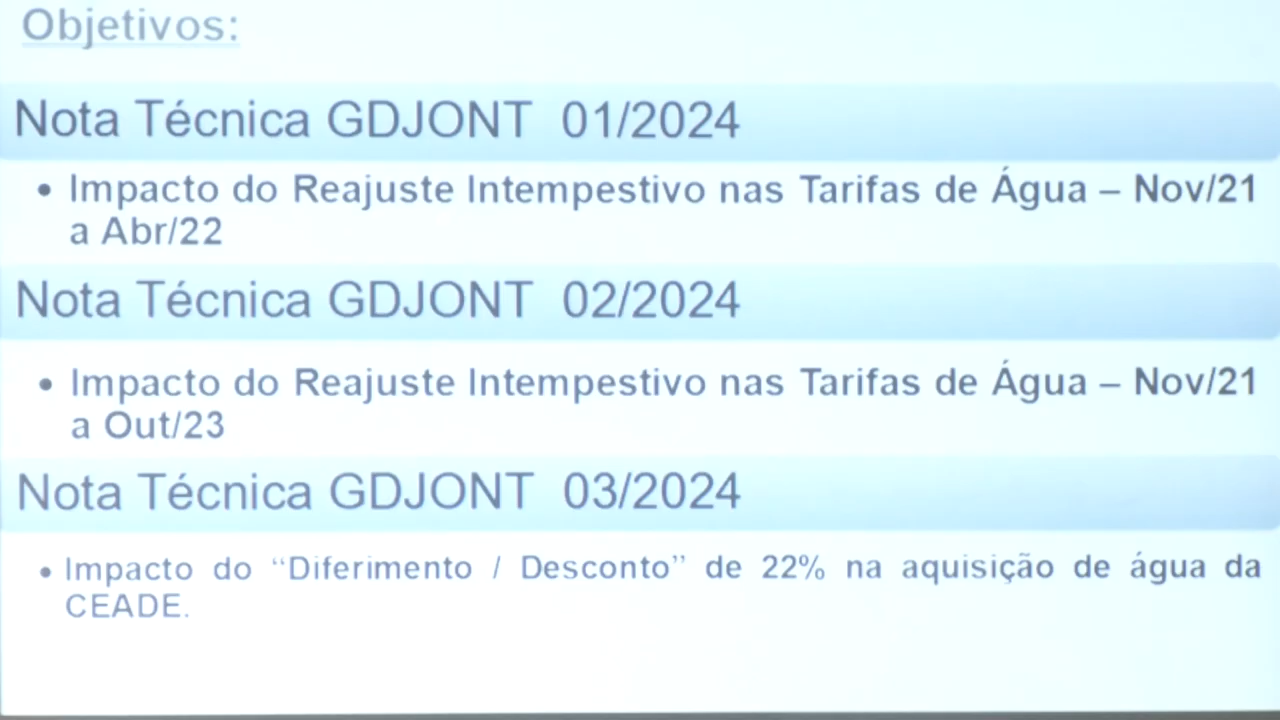 Objetivos:
Nota Técnica GDJONT 01/2024
• Impacto do Reajuste Intempestivo nas Tarifas de Água – Nov/21
a Abr/22
Nota Técnica GDJONT 02/2024
• Impacto do Reajuste Intempestivo nas Tarifas de Água – Nov/21
a Out/23
Nota Técnica GDJONT 03/2024
• Impacto do “Diferimento / Desconto” de 22% na aquisição de água da
CEADE.